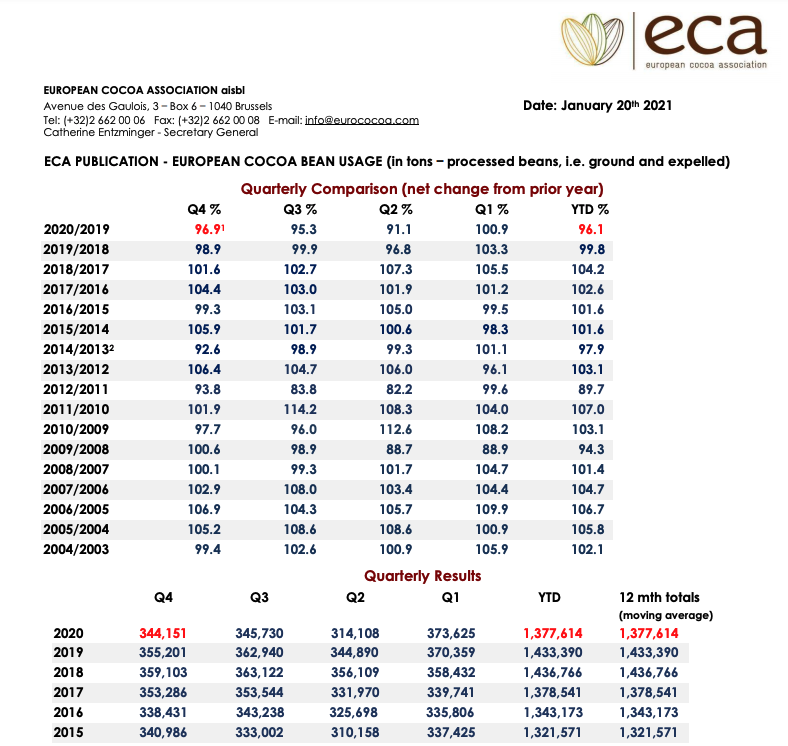 eca
european cocoa association
EUROPEAN COCOA ASSOCIATION aisbl
Avenue des Gaulois, 3 – Box 6 – 1040 Brussels
Date: January 20th 2021
Tel: (+32)2 662 00 06 Fax: (+32)2 662 00 08 E-mail: info@eurococoa.com
Catherine Entzminger - Secretary General
ECA PUBLICATION - EUROPEAN COCOA BEAN USAGE (in tons – processed beans, i.e. ground and expelled)
Quarterly Comparison (net change from prior year)
Q4 % Q3 % Q2 % Q1 % YTD %
2020/2019 96.9¹ 95.3 91.1 100.9 96.1
2019/2018 98.9 99.9 96.8 103.3 99.8
2018/2017 101.6 102.7 107.3 105.5 104.2
2017/2016 104.4 103.0 101.9 101.2 102.6
2016/2015 99.3 103.1 105.0 99.5 101.6
2015/2014 105.9 101.7 100.6 98.3 101.6
2014/2013² 92.6 98.9 99.3 101.1 97.9
2013/2012 106.4 104.7 106.0 96.1 103.1
2012/2011 93.8 83.8 82.2 99.6 89.7
2011/2010 101.9 114.2 108.3 104.0 107.0
2010/2009 97.7 96.0 112.6 108.2 103.1
2009/2008 100.6 98.9 88.7 88.9 94.3
2008/2007 100.1 99.3 101.7 104.7 101.4
2007/2006 102.9 108.0 103.4 104.4 104.7
2006/2005 106.9 104.3 105.7 109.9 106.7
2005/2004 105.2 108.6 108.6 100.9 105.8
2004/2003 99.4 102.6 100.9 105.9 102.1
Quarterly Results
Q4 Q3 Q2 Q1 YTD 12 mth totals
(moving average)
2020 344,151 345,730 314,108 373,625 1,377,614 1,377,614
2019 355,201 362,940 344,890 370,359 1,433,390 1,433,390
2018 359,103 363,122 356,109 358,432 1,436,766 1,436,766
2017 353,286 353,544 331,970 339,741 1,378,541 1,378,541
2016 338,431 343,238 325,698 335,806 1,343,173 1,343,173
2015 340,986 333,002 310,158 337,425 1,321,571 1,321,571